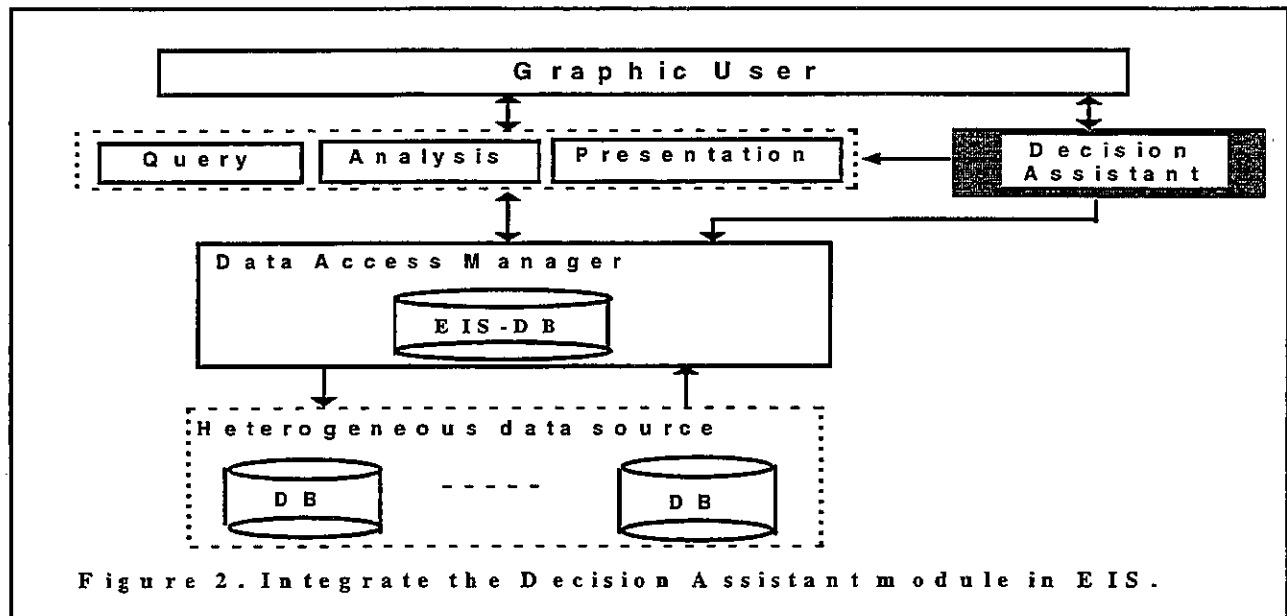 Graphic User
Query
Analysis
Presentation
Decision
Assistant
Data Access Manager
EIS-DB
Heterogeneous data source
DB
DB
Figure 2. Integrate the Decision Assistant module in EIS.